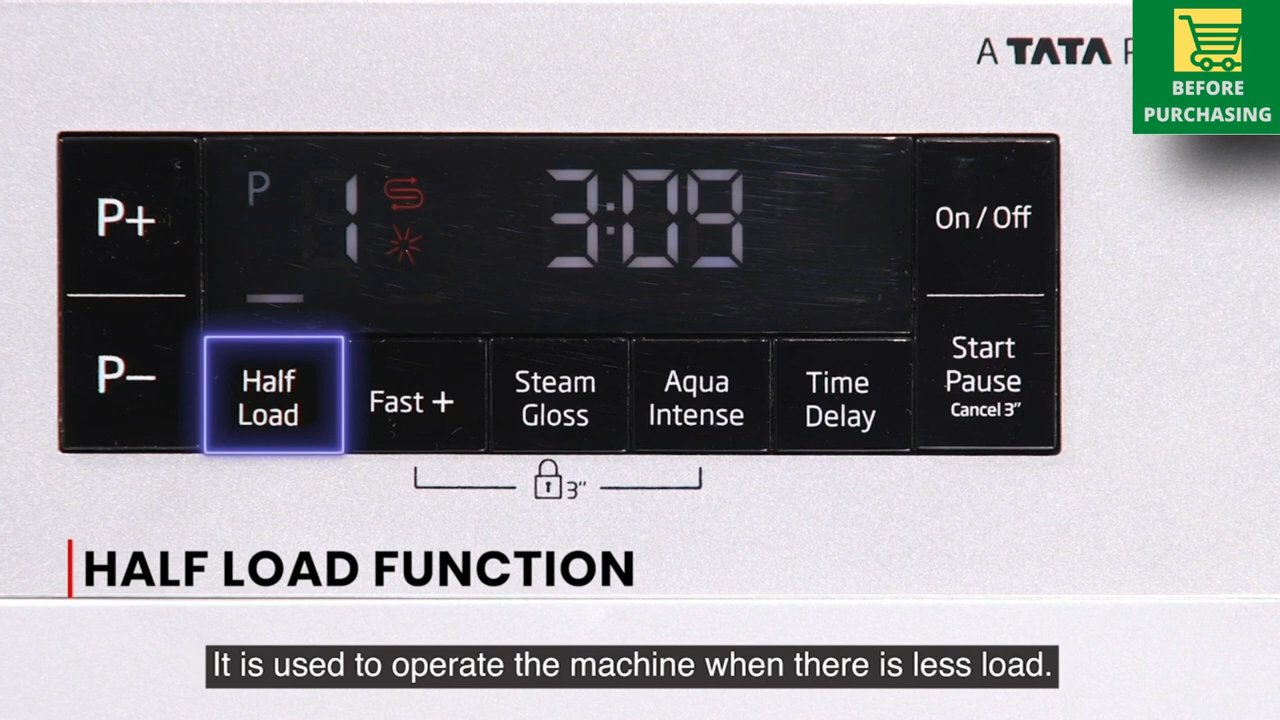 A TATA
BEFORE
PURCHASING
P+
P 1 3:09
On / Off
P–
Half
Load
Fast +
Steam
Gloss
Aqua
Intense
Time
Delay
Start
Pause
Cancel 3”
3”
HALF LOAD FUNCTION
It is used to operate the machine when there is less load.